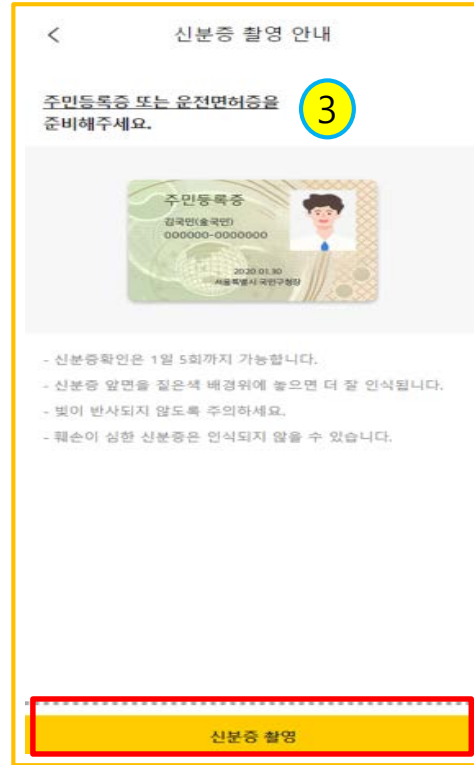 신분증 촬영 안내
주민등록증 또는 운전면허증을
준비해주세요.
3
주민등록증
김국민(金국민)
000000-0000000
2020.01.30
서울특별시 국민구청장
- 신분증확인은 1일 5회까지 가능합니다.
- 신분증 앞면을 짙은색 배경위에 놓으면 더 잘 인식됩니다.
- 빛이 반사되지 않도록 주의하세요.
- 훼손이 심한 신분증은 인식되지 않을 수 있습니다.
신분증 촬영